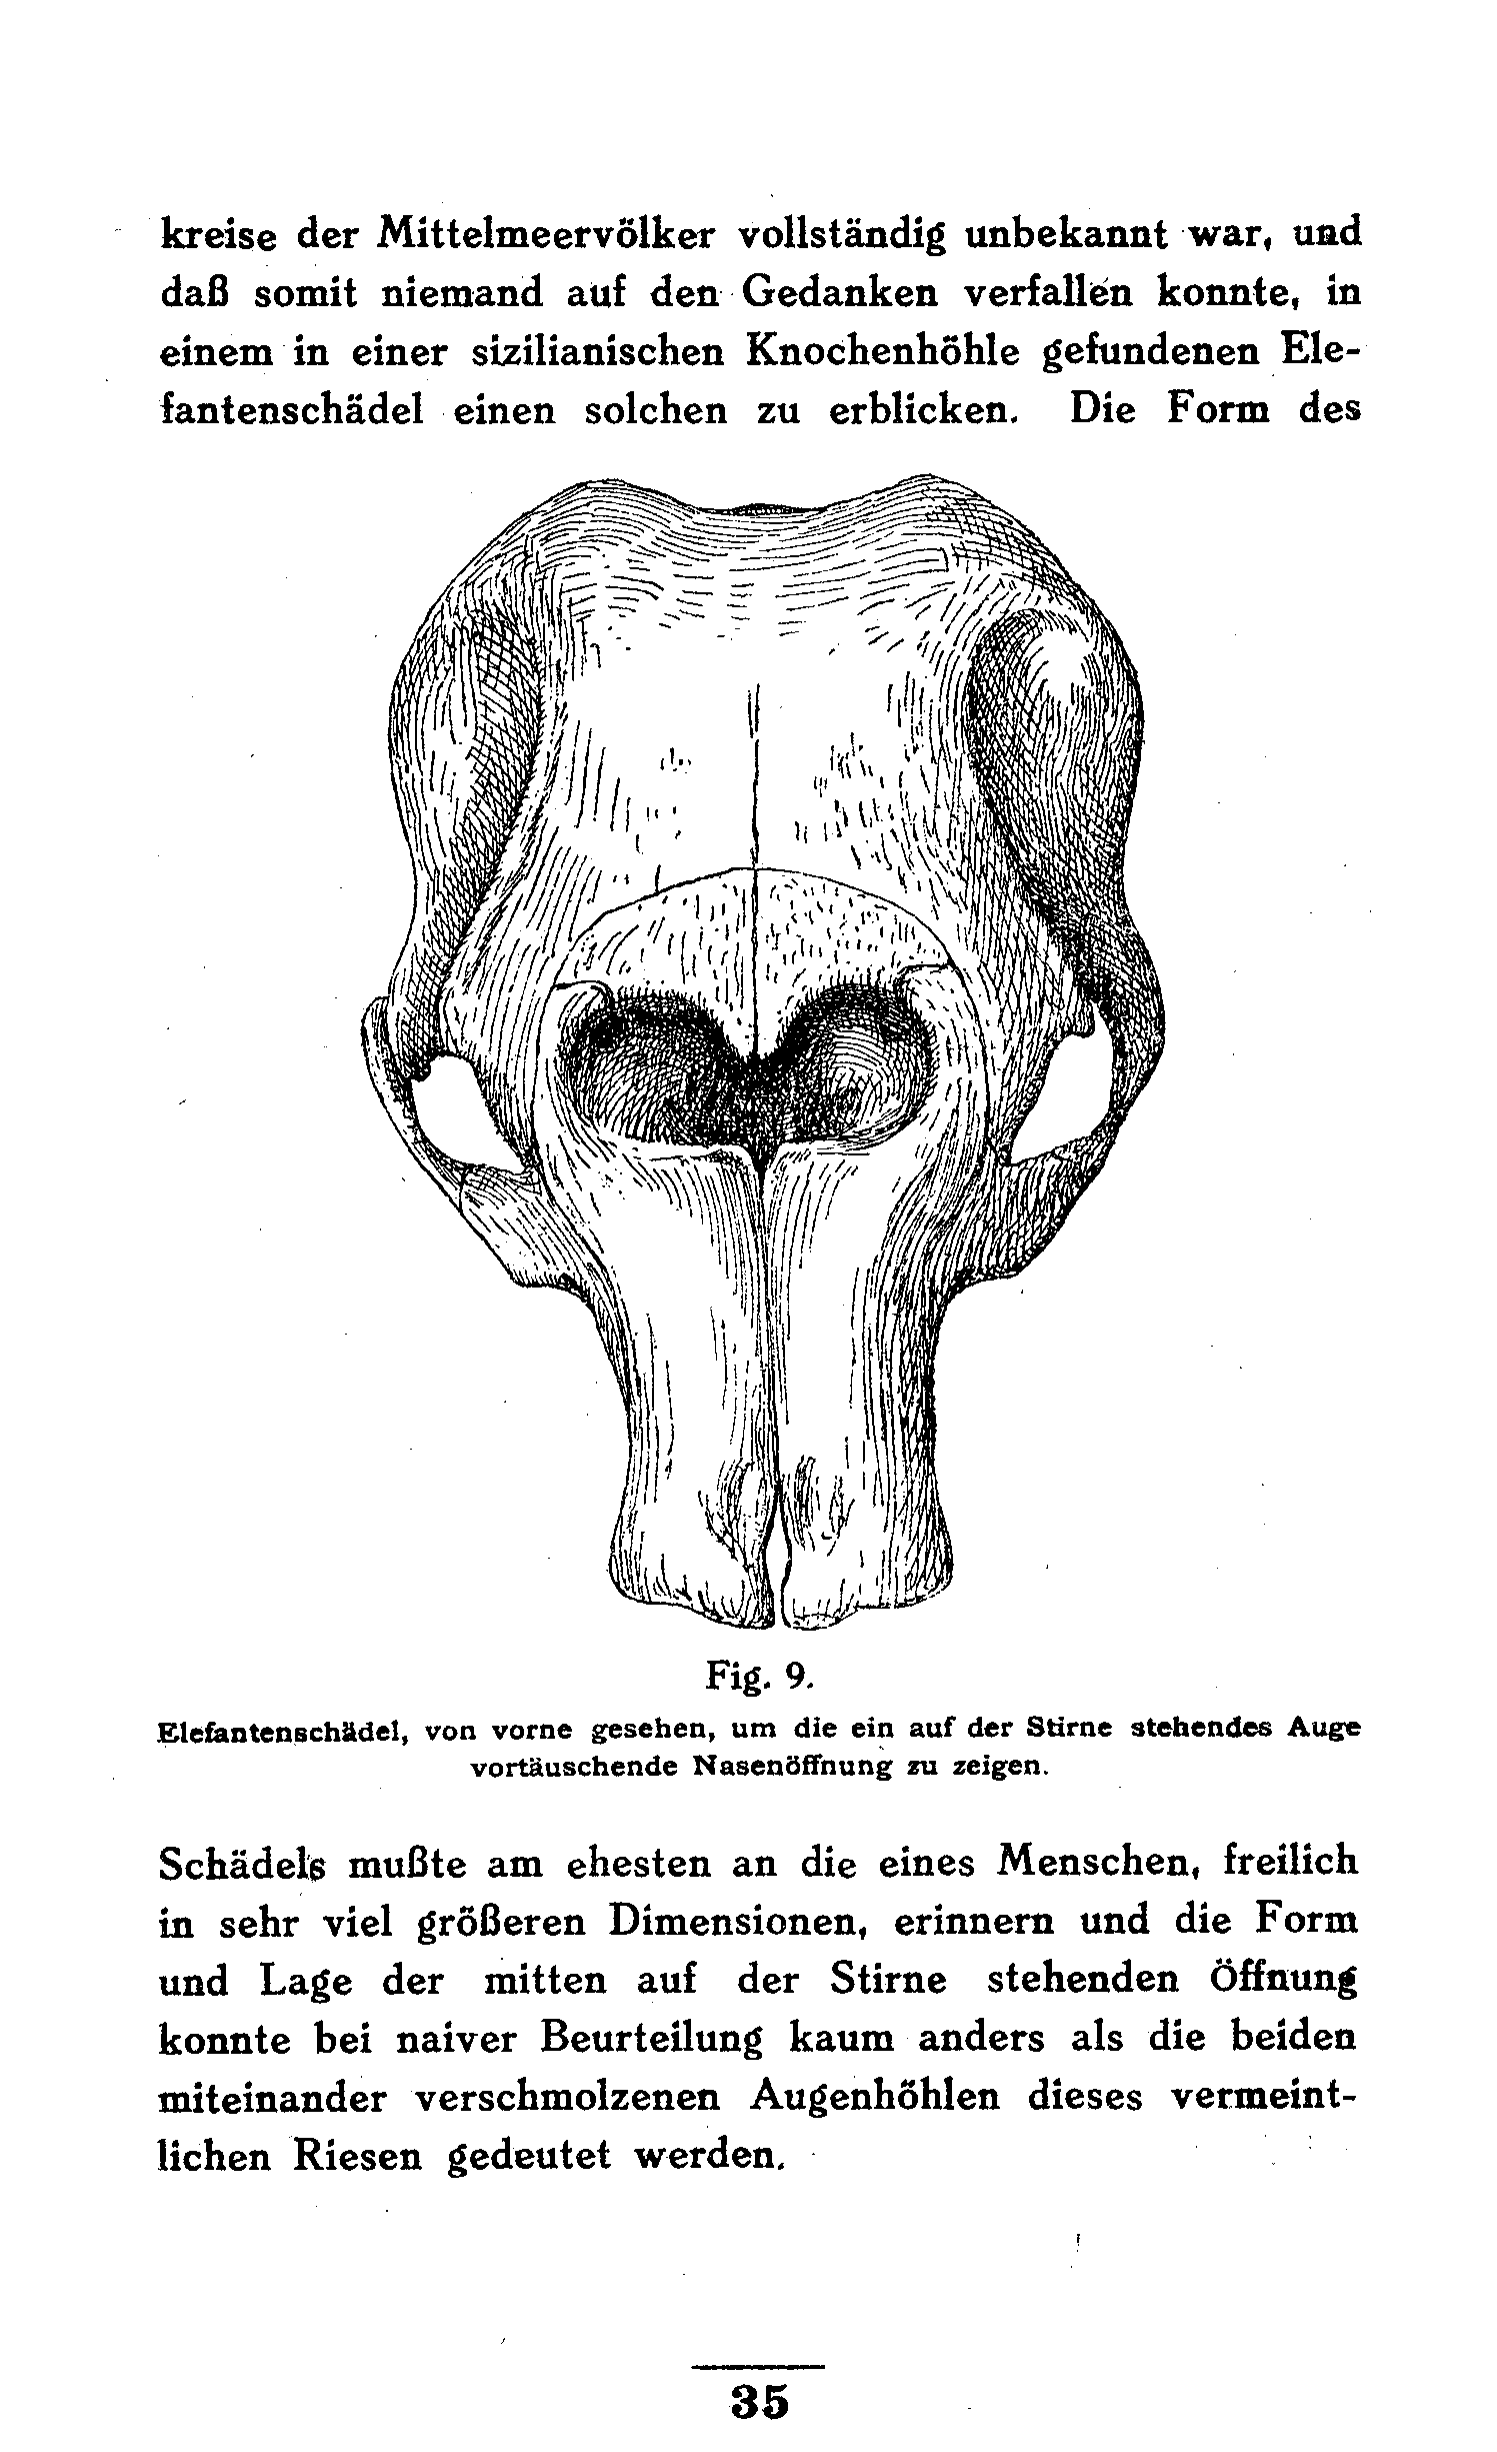 kreise der Mittelmeervölker vollständig unbekannt war, und
daß somit niemand auf den Gedanken verfallen konnte, in
einem in einer sizilianischen Knochenhöhle gefundenen Ele-
fantenschädel einen solchen zu erblicken. Die Form des
Fig. 9.
Elefantenschädel, von vorne gesehen, um die ein auf der Stirne stehendes Auge
vortäuschende Nasenöffnung zu zeigen.
Schädels mußte am ehesten an die eines Menschen, freilich
in sehr viel größeren Dimensionen, erinnern und die Form
und Lage der mitten auf der Stirne stehenden Öffnung
konnte bei naiver Beurteilung kaum anders als die beiden
miteinander verschmolzenen Augenhöhlen dieses vermeint-
lichen Riesen gedeutet werden.
35